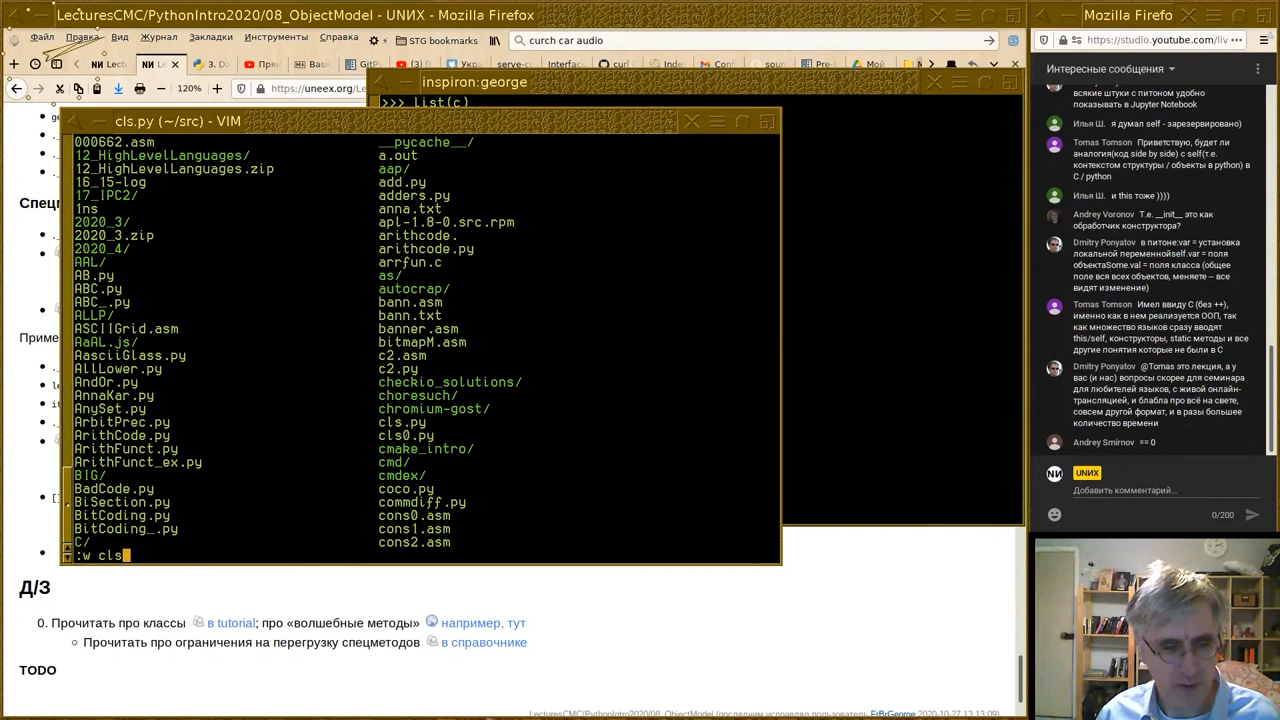 LecturesCMC/PythonIntro2020/08_ObjectModel - UNИX - Mozilla Firefox
Файл Правка Вид Журнал Закладки Инструменты Справка
STG bookmarks
curch car audio
120%
https://uneex.org/Le
inspiron:george
>>> list(c)
cls.py (~/src) - VIM
000662.asm __pycache__/
12_HighLevelLanguages/ a.out
12_HighLevelLanguages.zip aap/
16_15-log add.py
17_IPC2/ adders.py
1ns anna.txt
2020_3/ apl-1.8-0.src.rpm
2020_3.zip arithcode.
2020_4/ arithcode.py
AAL/ arrfun.c
AB.py as/
ABC.py autocrap/
ABC_.py bann.asm
ALLP/ bann.txt
ASCIIGrid.asm banner.asm
AaAL.js/ bitmapM.asm
AasciiGlass.py c2.asm
AllLower.py c2.py
AndOr.py checkio_solutions/
AnnaKar.py choresuch/
AnySet.py chromium-gost/
ArbitPrec.py cls.py
ArithCode.py cls0.py
ArithFunct.py cmake_intro/
ArithFunct_ex.py cmd/
BIG/ cmdex/
BadCode.py coco.py
BiSection.py commdiff.py
BitCoding.py cons0.asm
BitCoding_.py cons1.asm
C/ cons2.asm
:w cls
Спец
Приме
Д/З
0. Прочитать про классы в tutorial; про «волшебные методы» например, тут
Прочитать про ограничения на перегрузку спецметодов в справочнике
TODO
LecturesCMC/PythonIntro2020/08_ObjectModel (последним исправлял пользователь FrBrGeorge 2020-10-27 13:13:09)
Mozilla Firefo
https://studio.youtube.com/liv
Интересные сообщения
всякие штуки с питоном удобно
показывать в Jupyter Notebook
Илья Ш. я думал self - зарезервировано)
Tomas Tomson Приветствую, будет ли
аналогия(код side by side) с self(т.е.
контекстом структуры / объекты в python) в
C / python
Илья Ш. и this тоже ))))
Andrey Voronov Т.е. __init__ это как
обработчик конструктора?
Dmitry Ponyatov в питоне:var = установка
локальной переменнойself.var = поля
объектаSome.val = поля класса (общее
поле вся всех объектов, меняете -- все
видят изменение)
Tomas Tomson Имел ввиду C (без ++),
именно как в нем реализуется ООП, так
как множество языков сразу вводят
this/self, конструкторы, static методы и все
другие понятия которые не были в C
Dmitry Ponyatov @Tomas это лекция, а у
вас (и нас) вопросы скорее для семинара
для любителей языков, с живой онлайн-
трансляцией, и блабла про всё на свете,
совсем другой формат, и в разы большее
количество времени
Andrey Smirnov == 0
UNИX
Добавить комментарий…
0/200